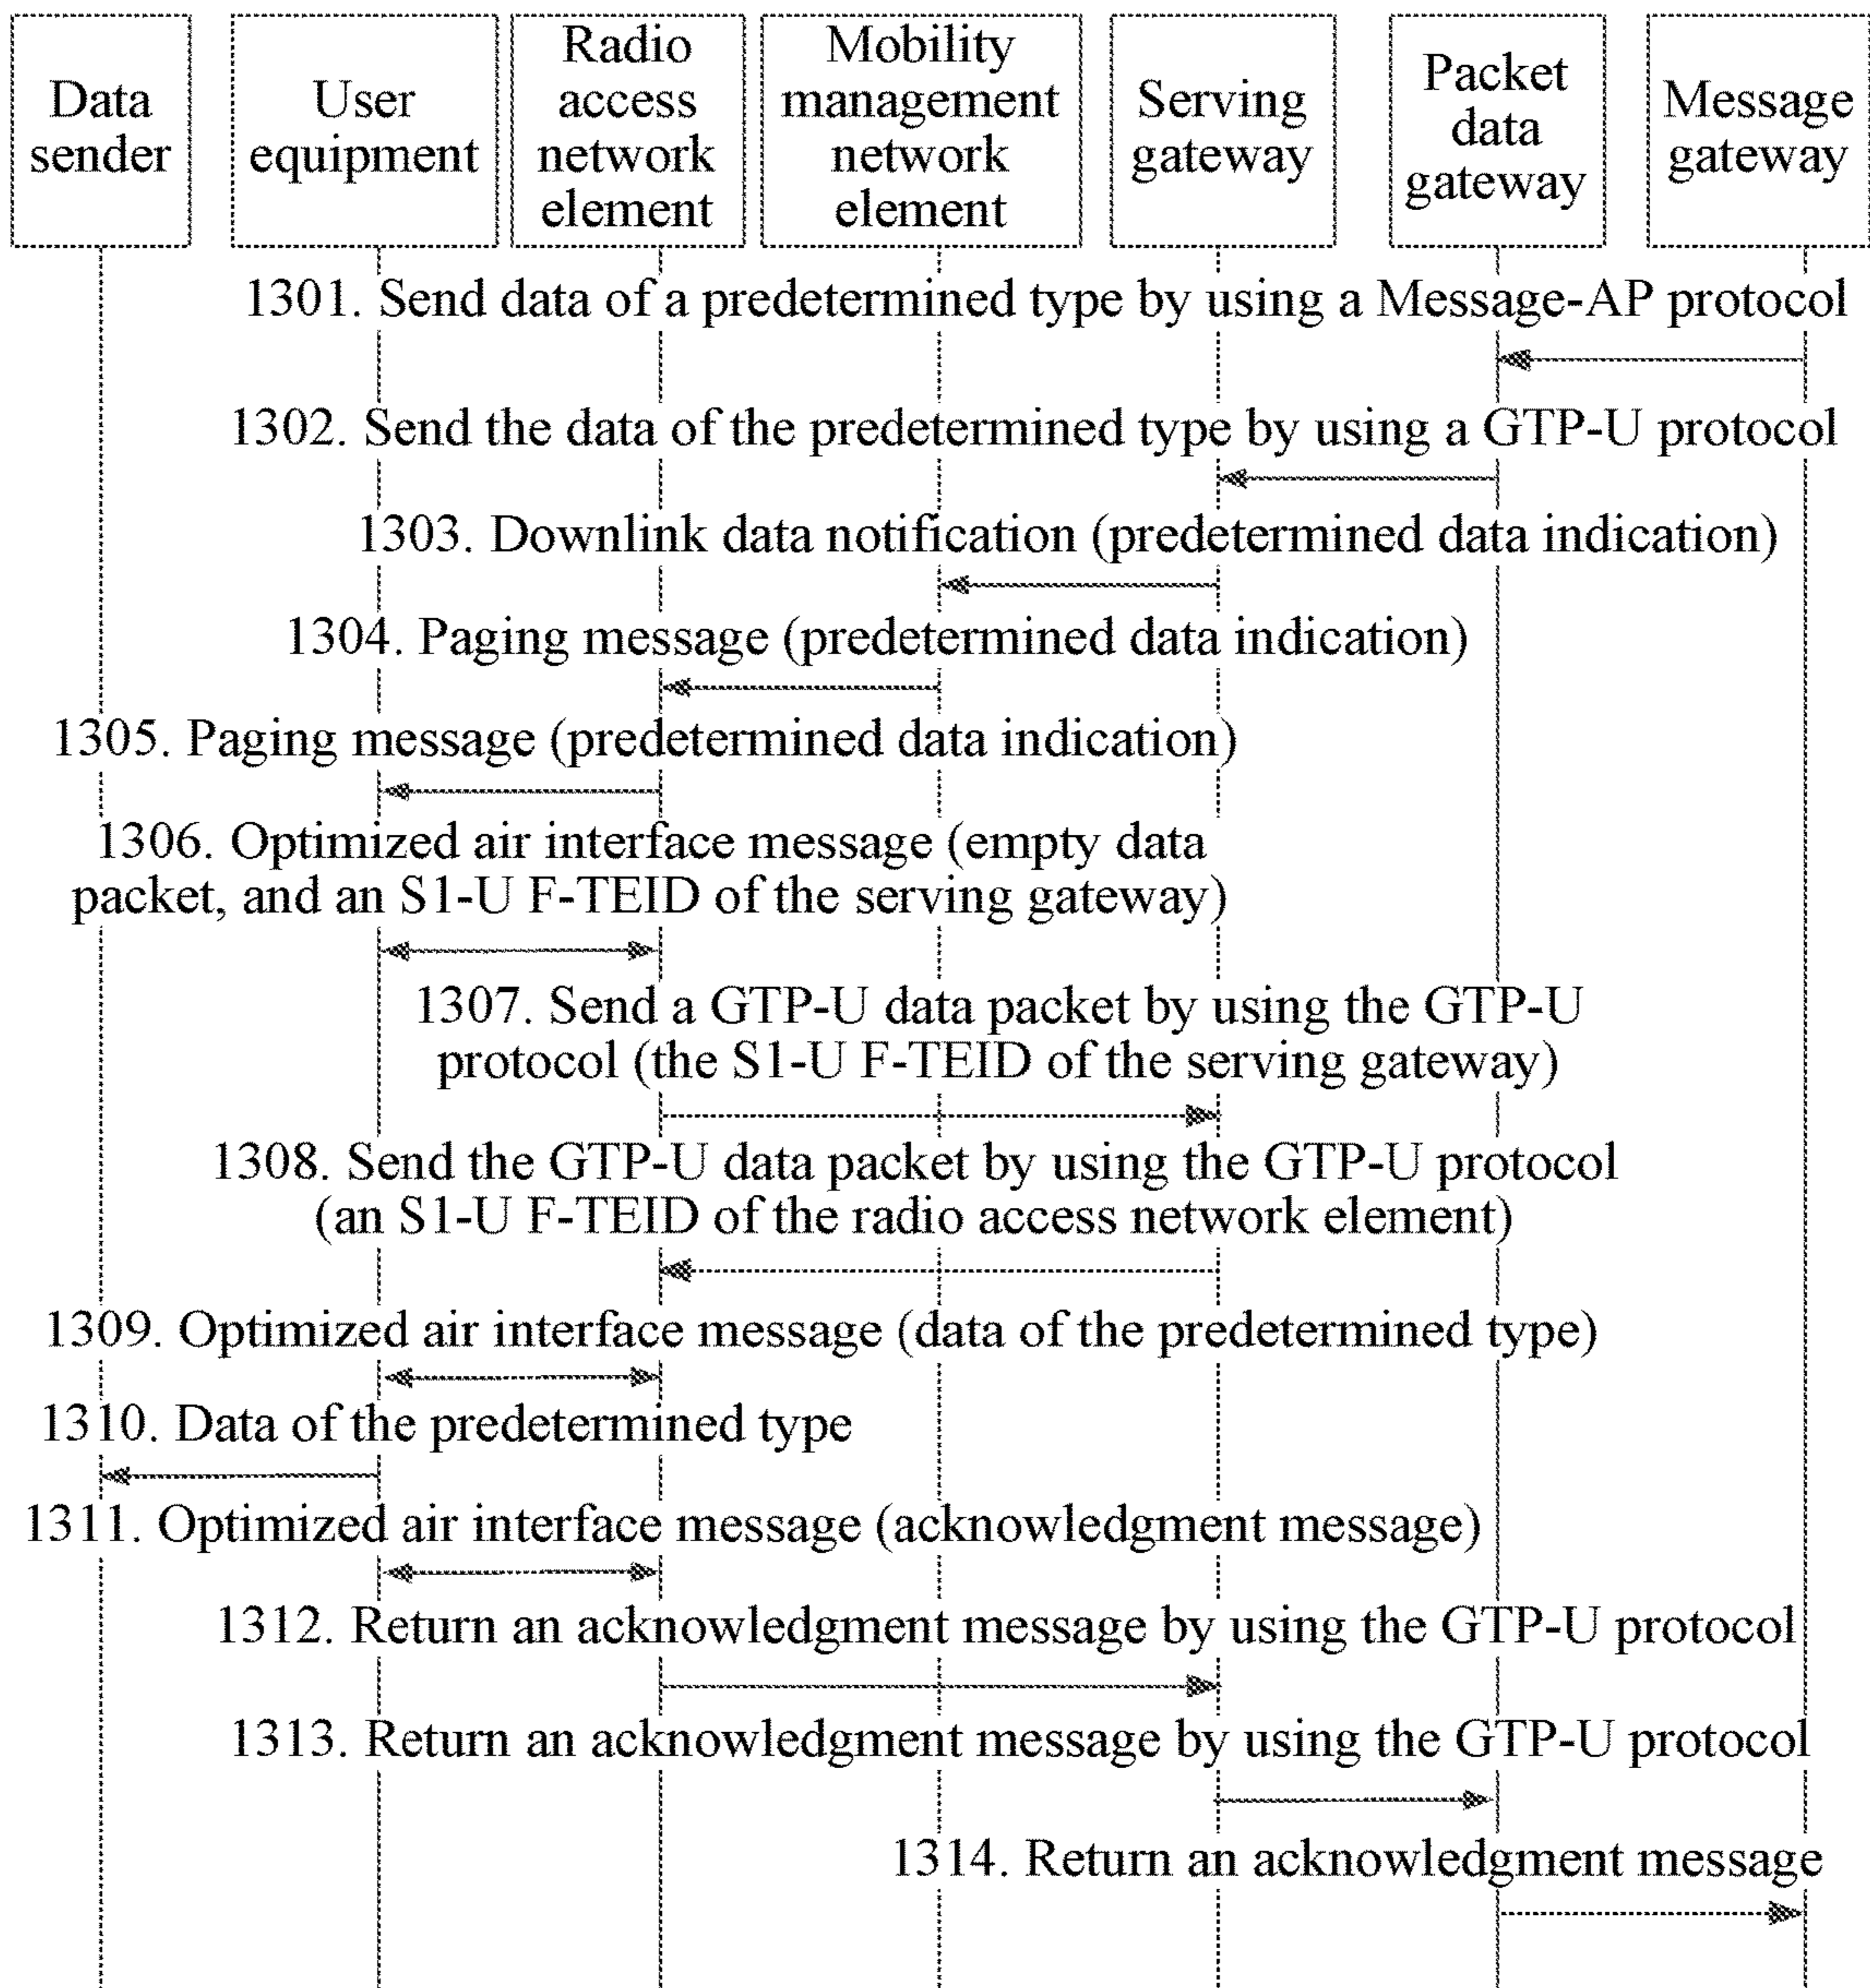 Data
sender
User
equipment
Radio
access
network
element
Mobility
management
network
element
Serving
gateway
Packet
data
gateway
Message
gateway
1301. Send data of a predetermined type by using a Message-AP protocol
1302. Send the data of the predetermined type by using a GTP-U protocol
1303. Downlink data notification (predetermined data indication)
1304. Paging message (predetermined data indication)
1305. Paging message (predetermined data indication)
1306. Optimized air interface message (empty data
packet, and an S1-U F-TEID of the serving gateway)
1307. Send a GTP-U data packet by using the GTP-U
protocol (the S1-U F-TEID of the serving gateway)
1308. Send the GTP-U data packet by using the GTP-U protocol
(an S1-U F-TEID of the radio access network element)
1309. Optimized air interface message (data of the predetermined type)
1310. Data of the predetermined type
1311. Optimized air interface message (acknowledgment message)
1312. Return an acknowledgment message by using the GTP-U protocol
1313. Return an acknowledgment message by using the GTP-U protocol
1314. Return an acknowledgment message